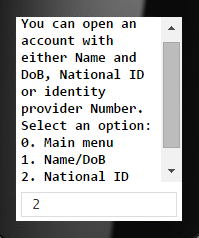 You can open an
account with
either Name and
DoB, National ID
or identity
provider Number.
Select an option:
0. Main menu
1. Name/DoB
2. National ID
2